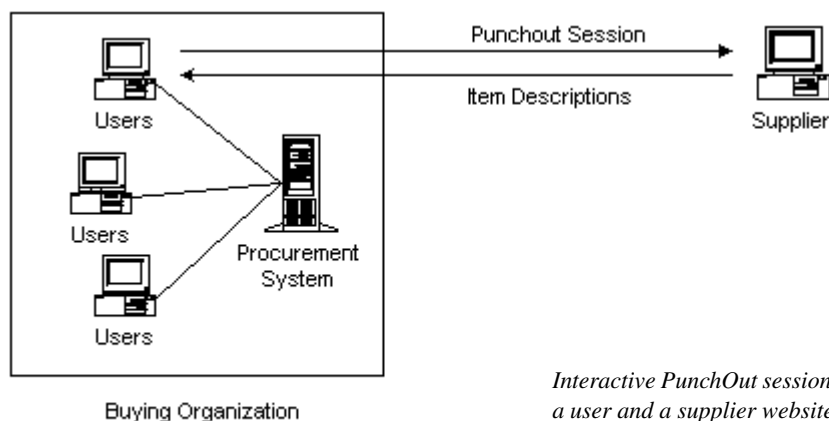 Punchout Session
Item Descriptions
Users
Supplier
Users
Procurement
System
Users
Buying Organization
Interactive PunchOut session
a user and a supplier website